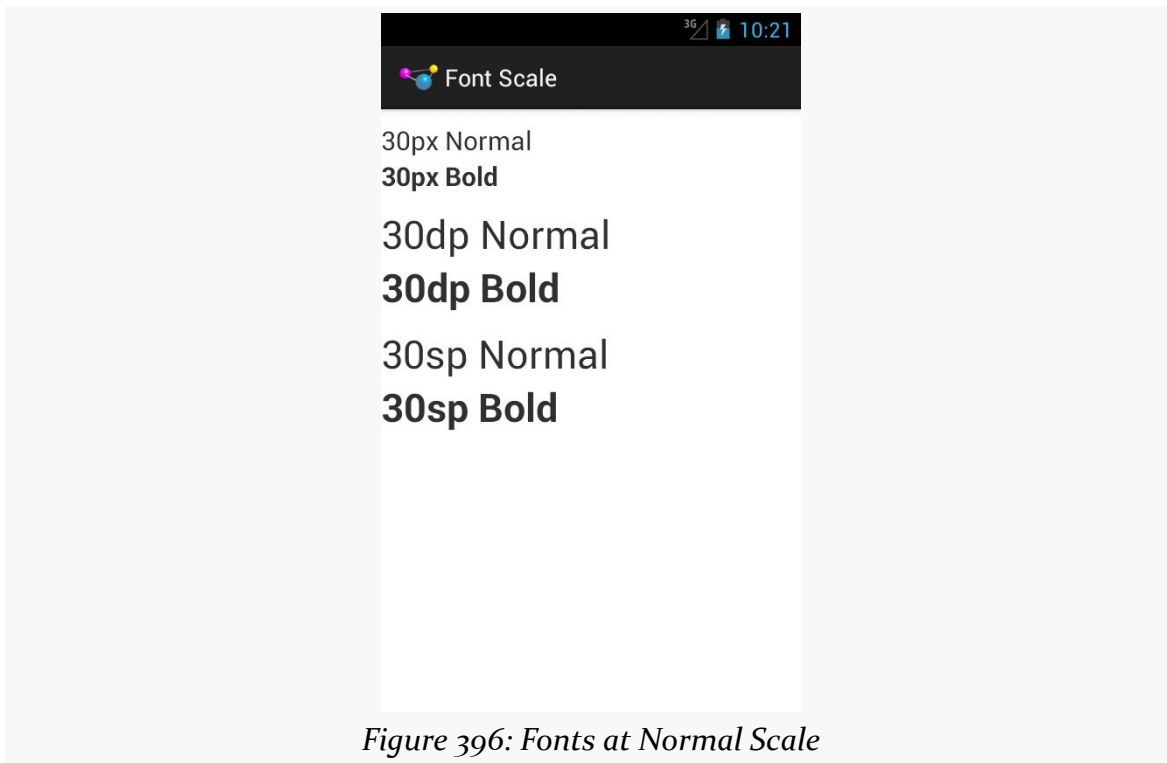 3G 10:21
Font Scale
30px Normal
30px Bold
30dp Normal
30dp Bold
30sp Normal
30sp Bold
Figure 396: Fonts at Normal Scale